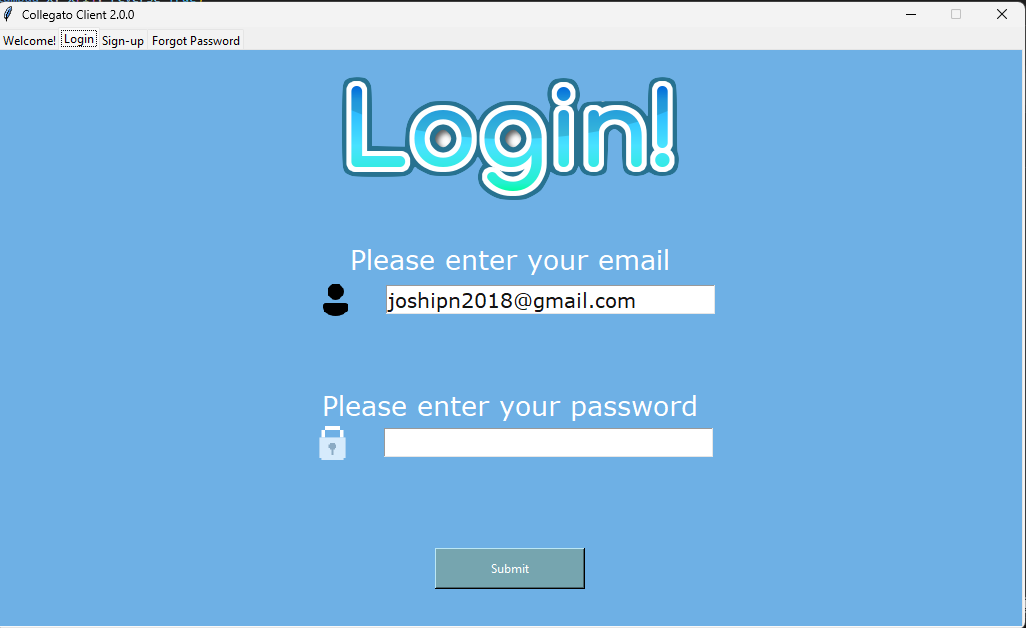 Collegato Client 2.0.0
Welcome! Login Sign-up Forgot Password
Login!
Please enter your email
joshipn2018@gmail.com
Please enter your password
Submit